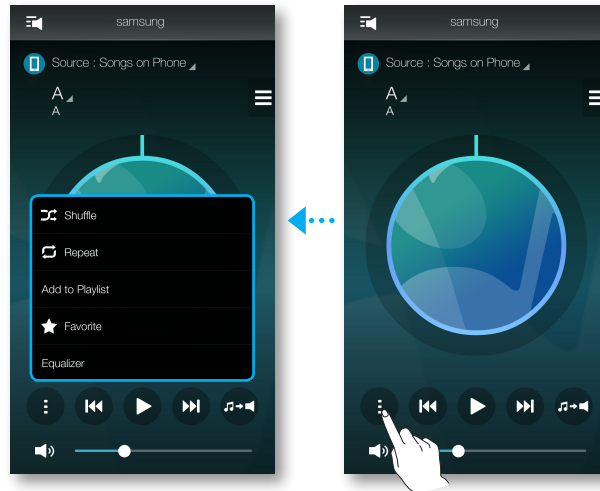 samsung
Source : Songs on Phone
A
A
Shuffle
Repeat
Add to Playlist
Favorite
Equalizer
samsung
Source : Songs on Phone
A
A